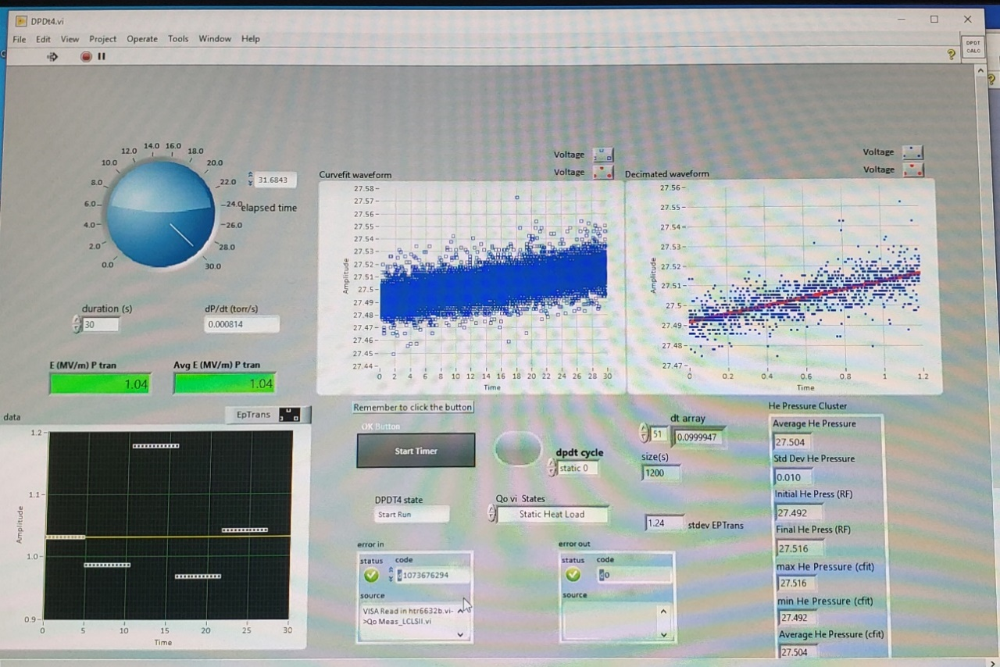 DPDt4.vi
File Edit View Project Operate Tools Window Help
DPDT
CALC
14.0 16.0
12.0 18.0
10.0 20.0
8.0 22.0
6.0 24.0
4.0 26.0
2.0 28.0
0.0 30.0
31.6843
elapsed time
duration (s)
30
dP/dt (torr/s)
0.000814
E (MV/m) P tran
1.04
Avg E (MV/m) P tran
1.04
Voltage
Voltage
Curvefit waveform
27.58
27.57
27.56
27.55
27.54
27.53
27.52
27.51
27.5
27.49
27.48
27.47
27.46
27.45
27.44
Amplitude
0 2 4 6 8 10 12 14 16 18 20 22 24 26 28 30
Time
Voltage
Voltage
Decimated waveform
27.56
27.55
27.54
27.53
27.52
27.51
27.5
27.49
27.48
27.47
Amplitude
0 0.2 0.4 0.6 0.8 1 1.2
Time
data
EpTrans
1.2
1.1
1.0
0.9
Amplitude
0 5 10 15 20 25 30
Time
Remember to click the button
OK Button
Start Timer
dpdt cycle
static 0
DPDT4 state
Start Run
Qo vi States
Static Heat Load
dt array
51 0.0999947
size(s)
1200
1.24 stdev EPTrans
error in
status code
1073676294
source
VISA Read in htr6632b.vi-
>Qo Meas_LCLSII.vi
error out
status code
d0
source
He Pressure Cluster
Average He Pressure
27.504
Std Dev He Pressure
0.010
Initial He Press (RF)
27.492
Final He Press (RF)
27.516
max He Pressure (cfit)
27.516
min He Pressure (cfit)
27.492
Average He Pressure (cfit)
27.504